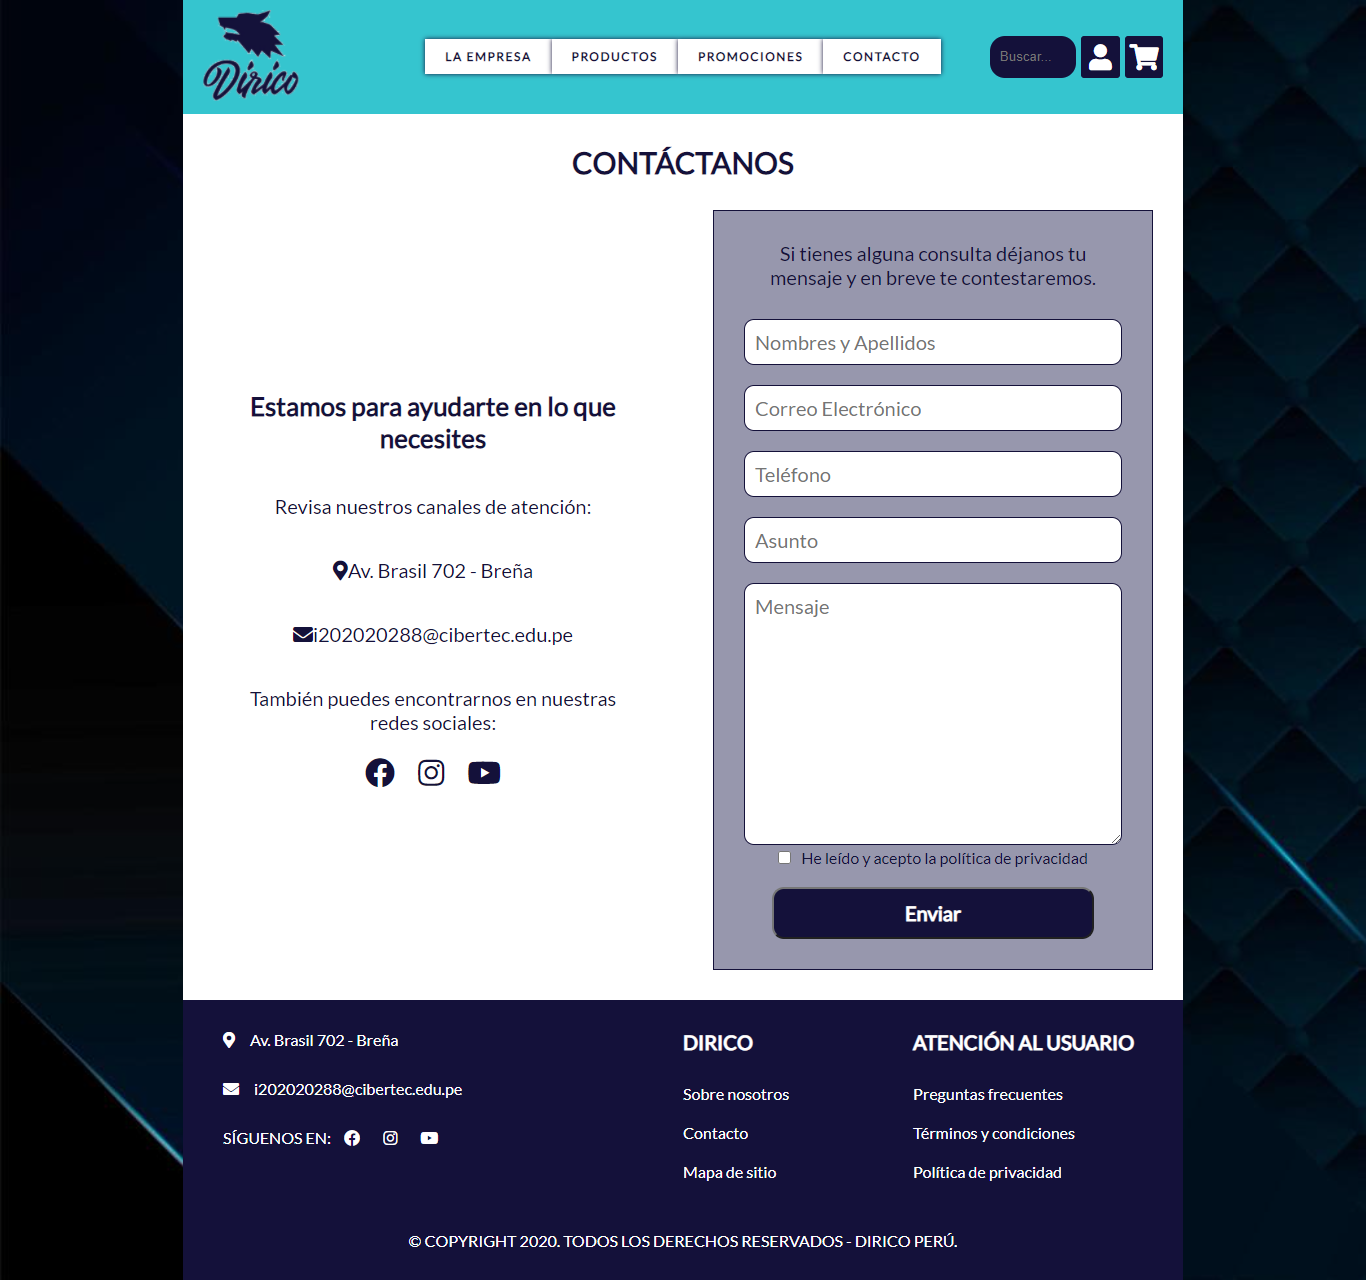 Dirico
LA EMPRESA
PRODUCTOS
PROMOCIONES
CONTACTO
Buscar...
CONTÁCTANOS
Estamos para ayudarte en lo que
necesites
Revisa nuestros canales de atención:
Av. Brasil 702 - Breña
i202020288@cibertec.edu.pe
También puedes encontrarnos en nuestras
redes sociales:
Si tienes alguna consulta déjanos tu
mensaje y en breve te contestaremos.
Nombres y Apellidos
Correo Electrónico
Teléfono
Asunto
Mensaje
He leído y acepto la política de privacidad
Enviar
Av. Brasil 702 - Breña
i202020288@cibertec.edu.pe
SÍGUENOS EN:
DIRICO
Sobre nosotros
Contacto
Mapa de sitio
ATENCIÓN AL USUARIO
Preguntas frecuentes
Términos y condiciones
Política de privacidad
© COPYRIGHT 2020. TODOS LOS DERECHOS RESERVADOS - DIRICO PERÚ.